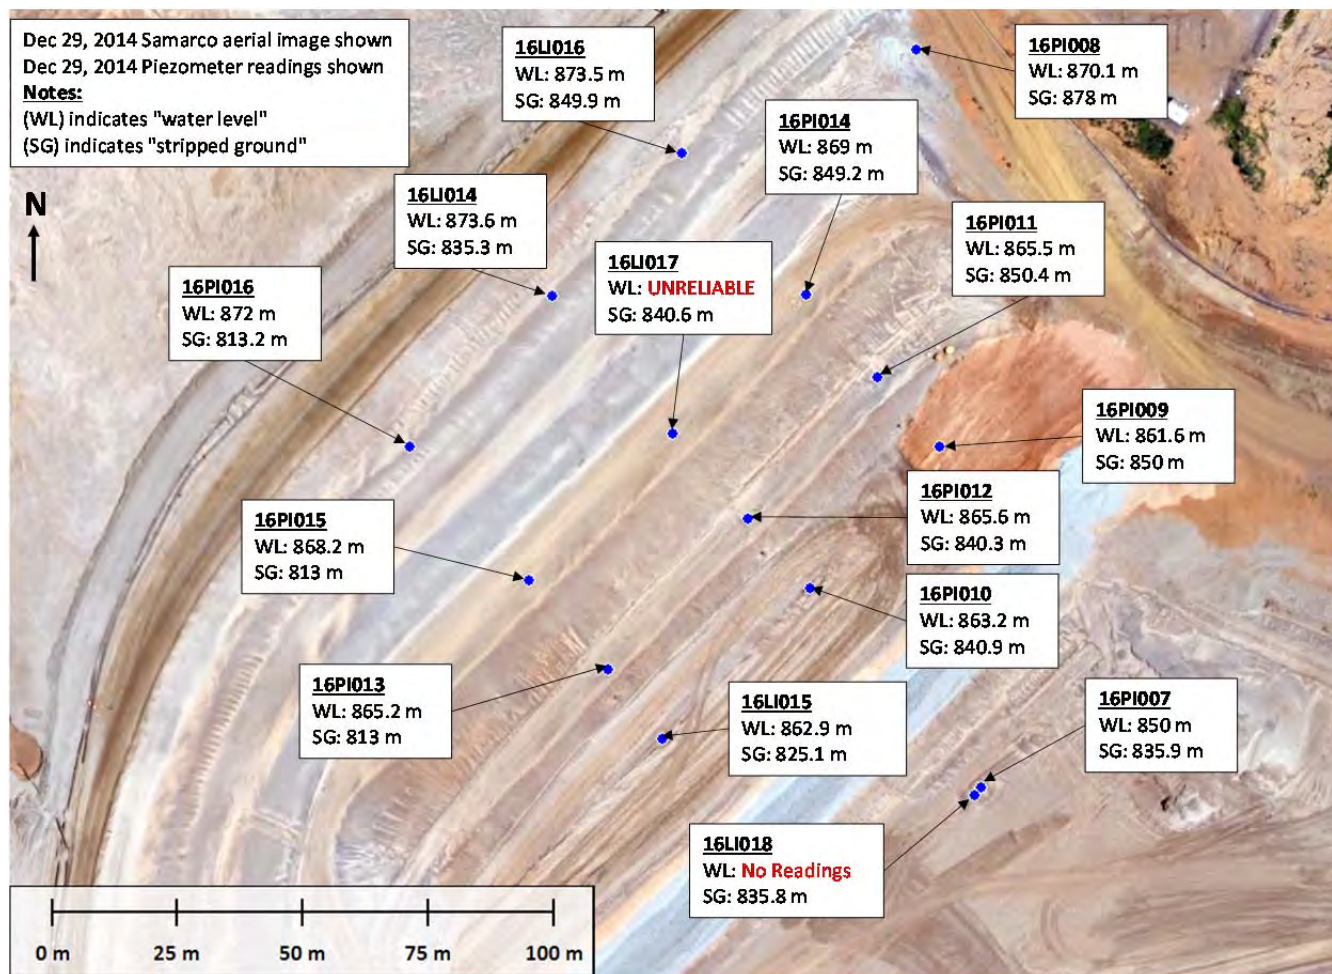 Dec 29, 2014 Samarco aerial image shown
Dec 29, 2014 Piezometer readings shown
Notes:
(WL) indicates "water level"
(SG) indicates "stripped ground"
N
16LI016
WL: 873.5 m
SG: 849.9 m
16PI008
WL: 870.1 m
SG: 878 m
16PI014
WL: 869 m
SG: 849.2 m
16LI014
WL: 873.6 m
SG: 835.3 m
16PI011
WL: 865.5 m
SG: 850.4 m
16LI017
WL: UNRELIABLE
SG: 840.6 m
16PI016
WL: 872 m
SG: 813.2 m
16PI009
WL: 861.6 m
SG: 850 m
16PI012
WL: 865.6 m
SG: 840.3 m
16PI015
WL: 868.2 m
SG: 813 m
16PI010
WL: 863.2 m
SG: 840.9 m
16PI013
WL: 865.2 m
SG: 813 m
16LI015
WL: 862.9 m
SG: 825.1 m
16PI007
WL: 850 m
SG: 835.9 m
16LI018
WL: No Readings
SG: 835.8 m
0 m 25 m 50 m 75 m 100 m